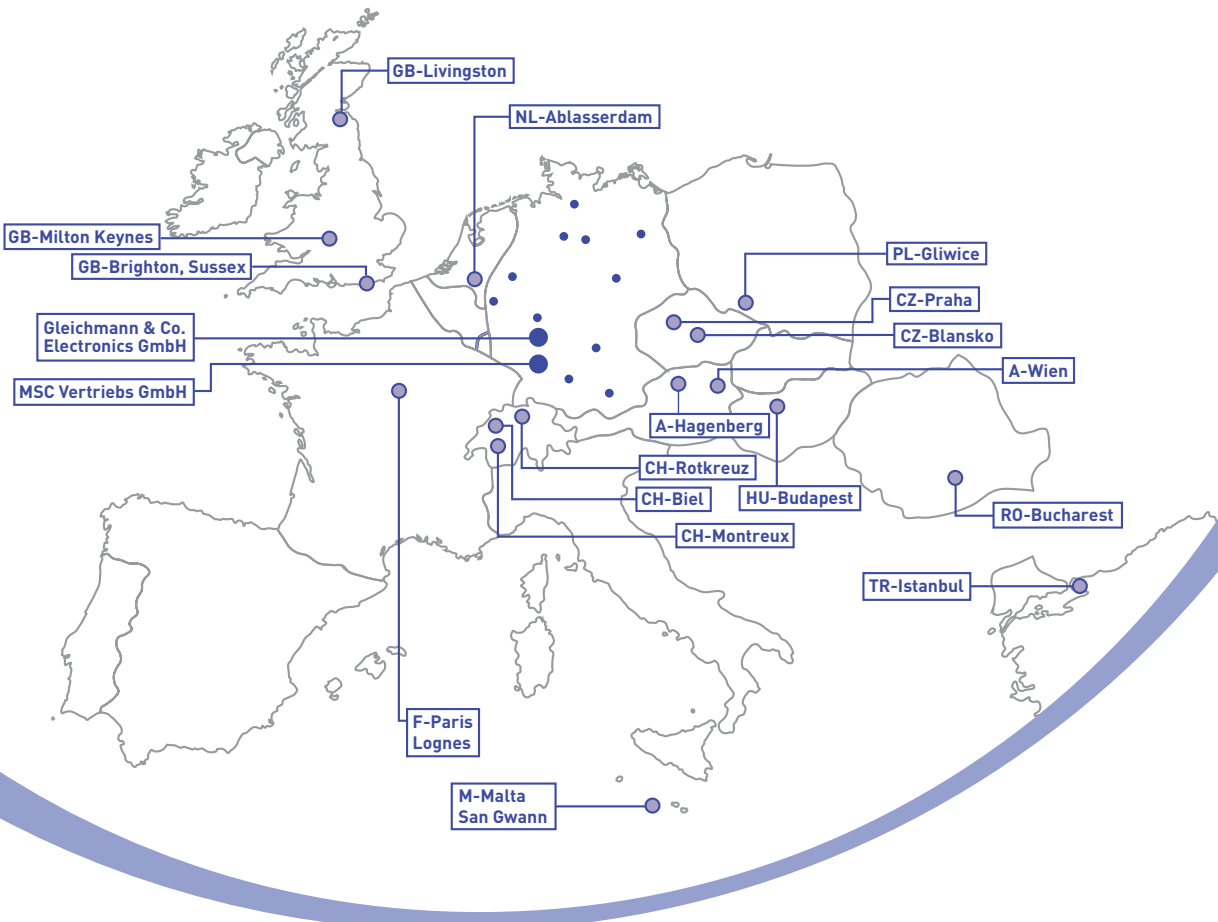 GB-Livingston
NL-Ablasserdam
GB-Milton Keynes
GB-Brighton, Sussex
PL-Gliwice
CZ-Praha
Gleichmann & Co.
Electronics GmbH
CZ-Blansko
A-Wien
MSC Vertriebs GmbH
A-Hagenberg
CH-Rotkreuz
CH-Biel
HU-Budapest
RO-Bucharest
CH-Montreux
TR-Istanbul
F-Paris
Lognes
M-Malta
San Gwann